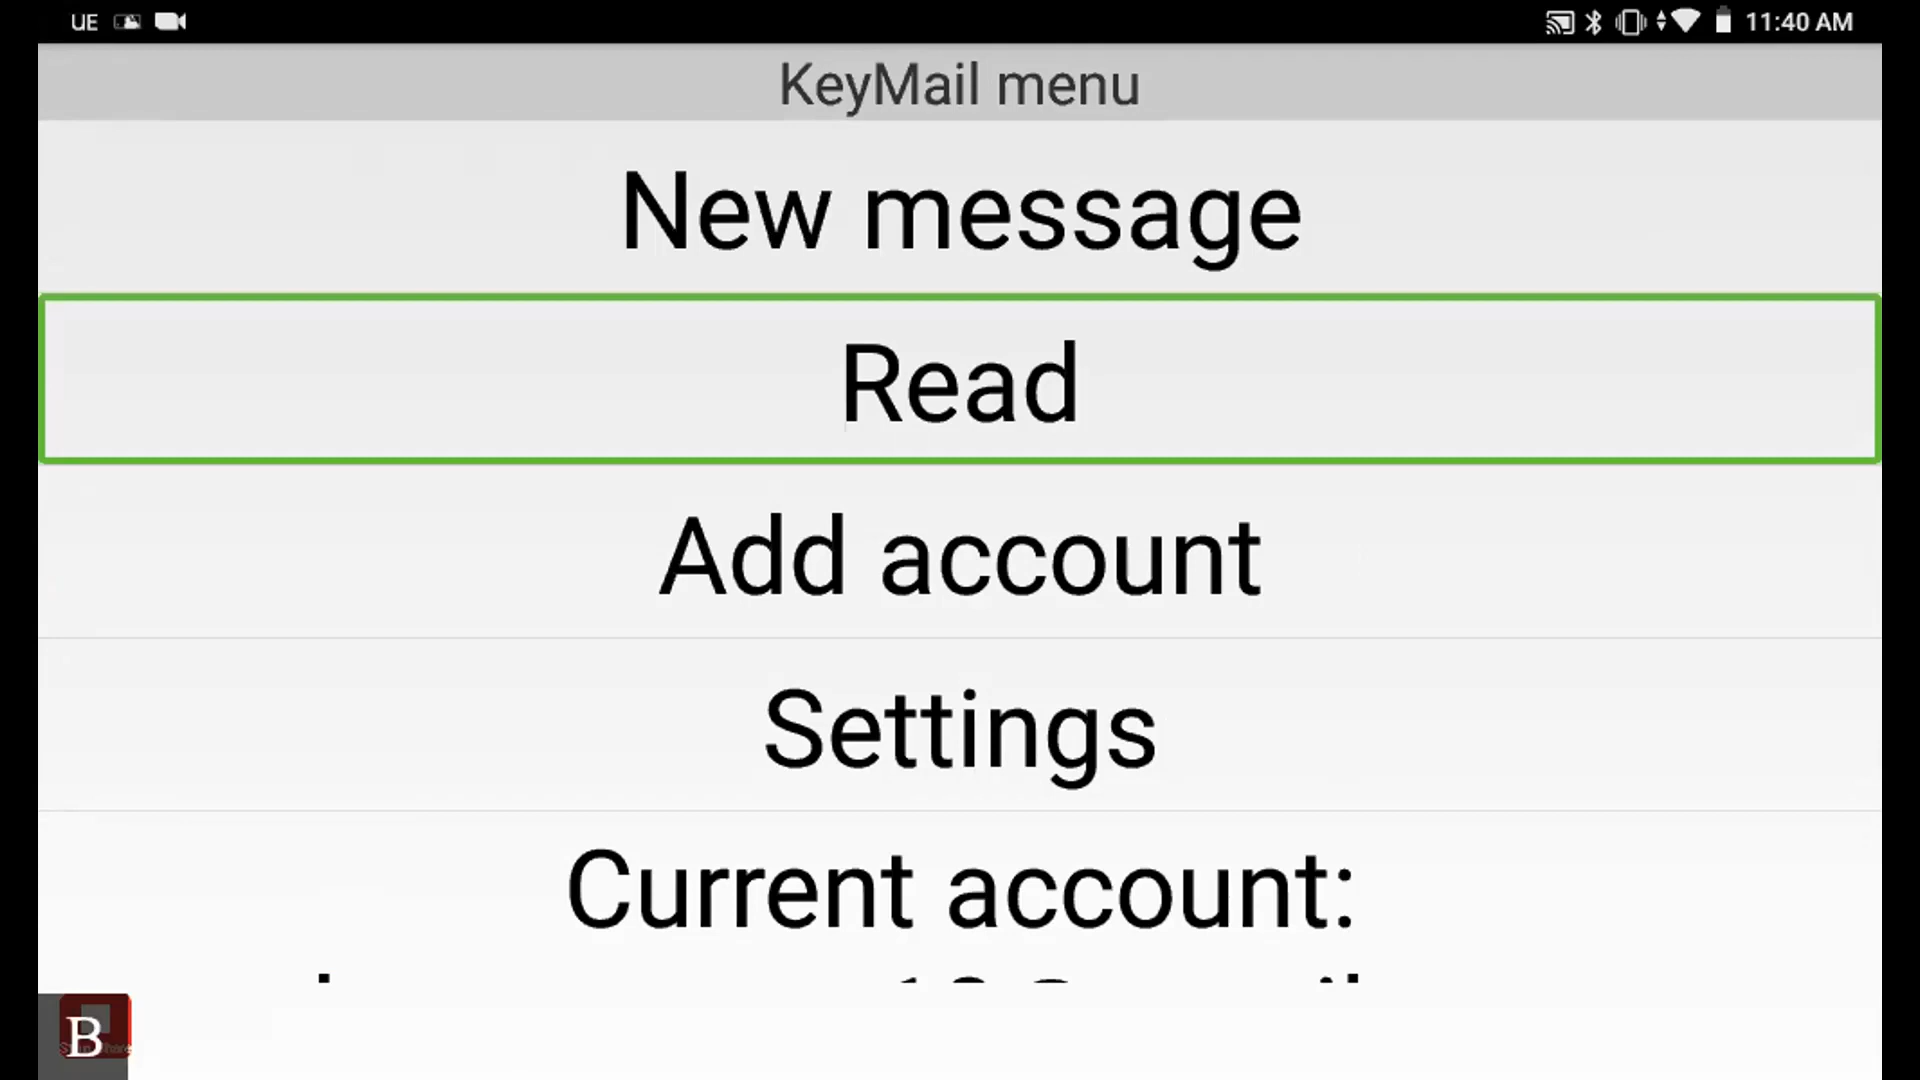 UE
11:40 AM
KeyMail menu
New message
Read
Add account
Settings
Current account:
B